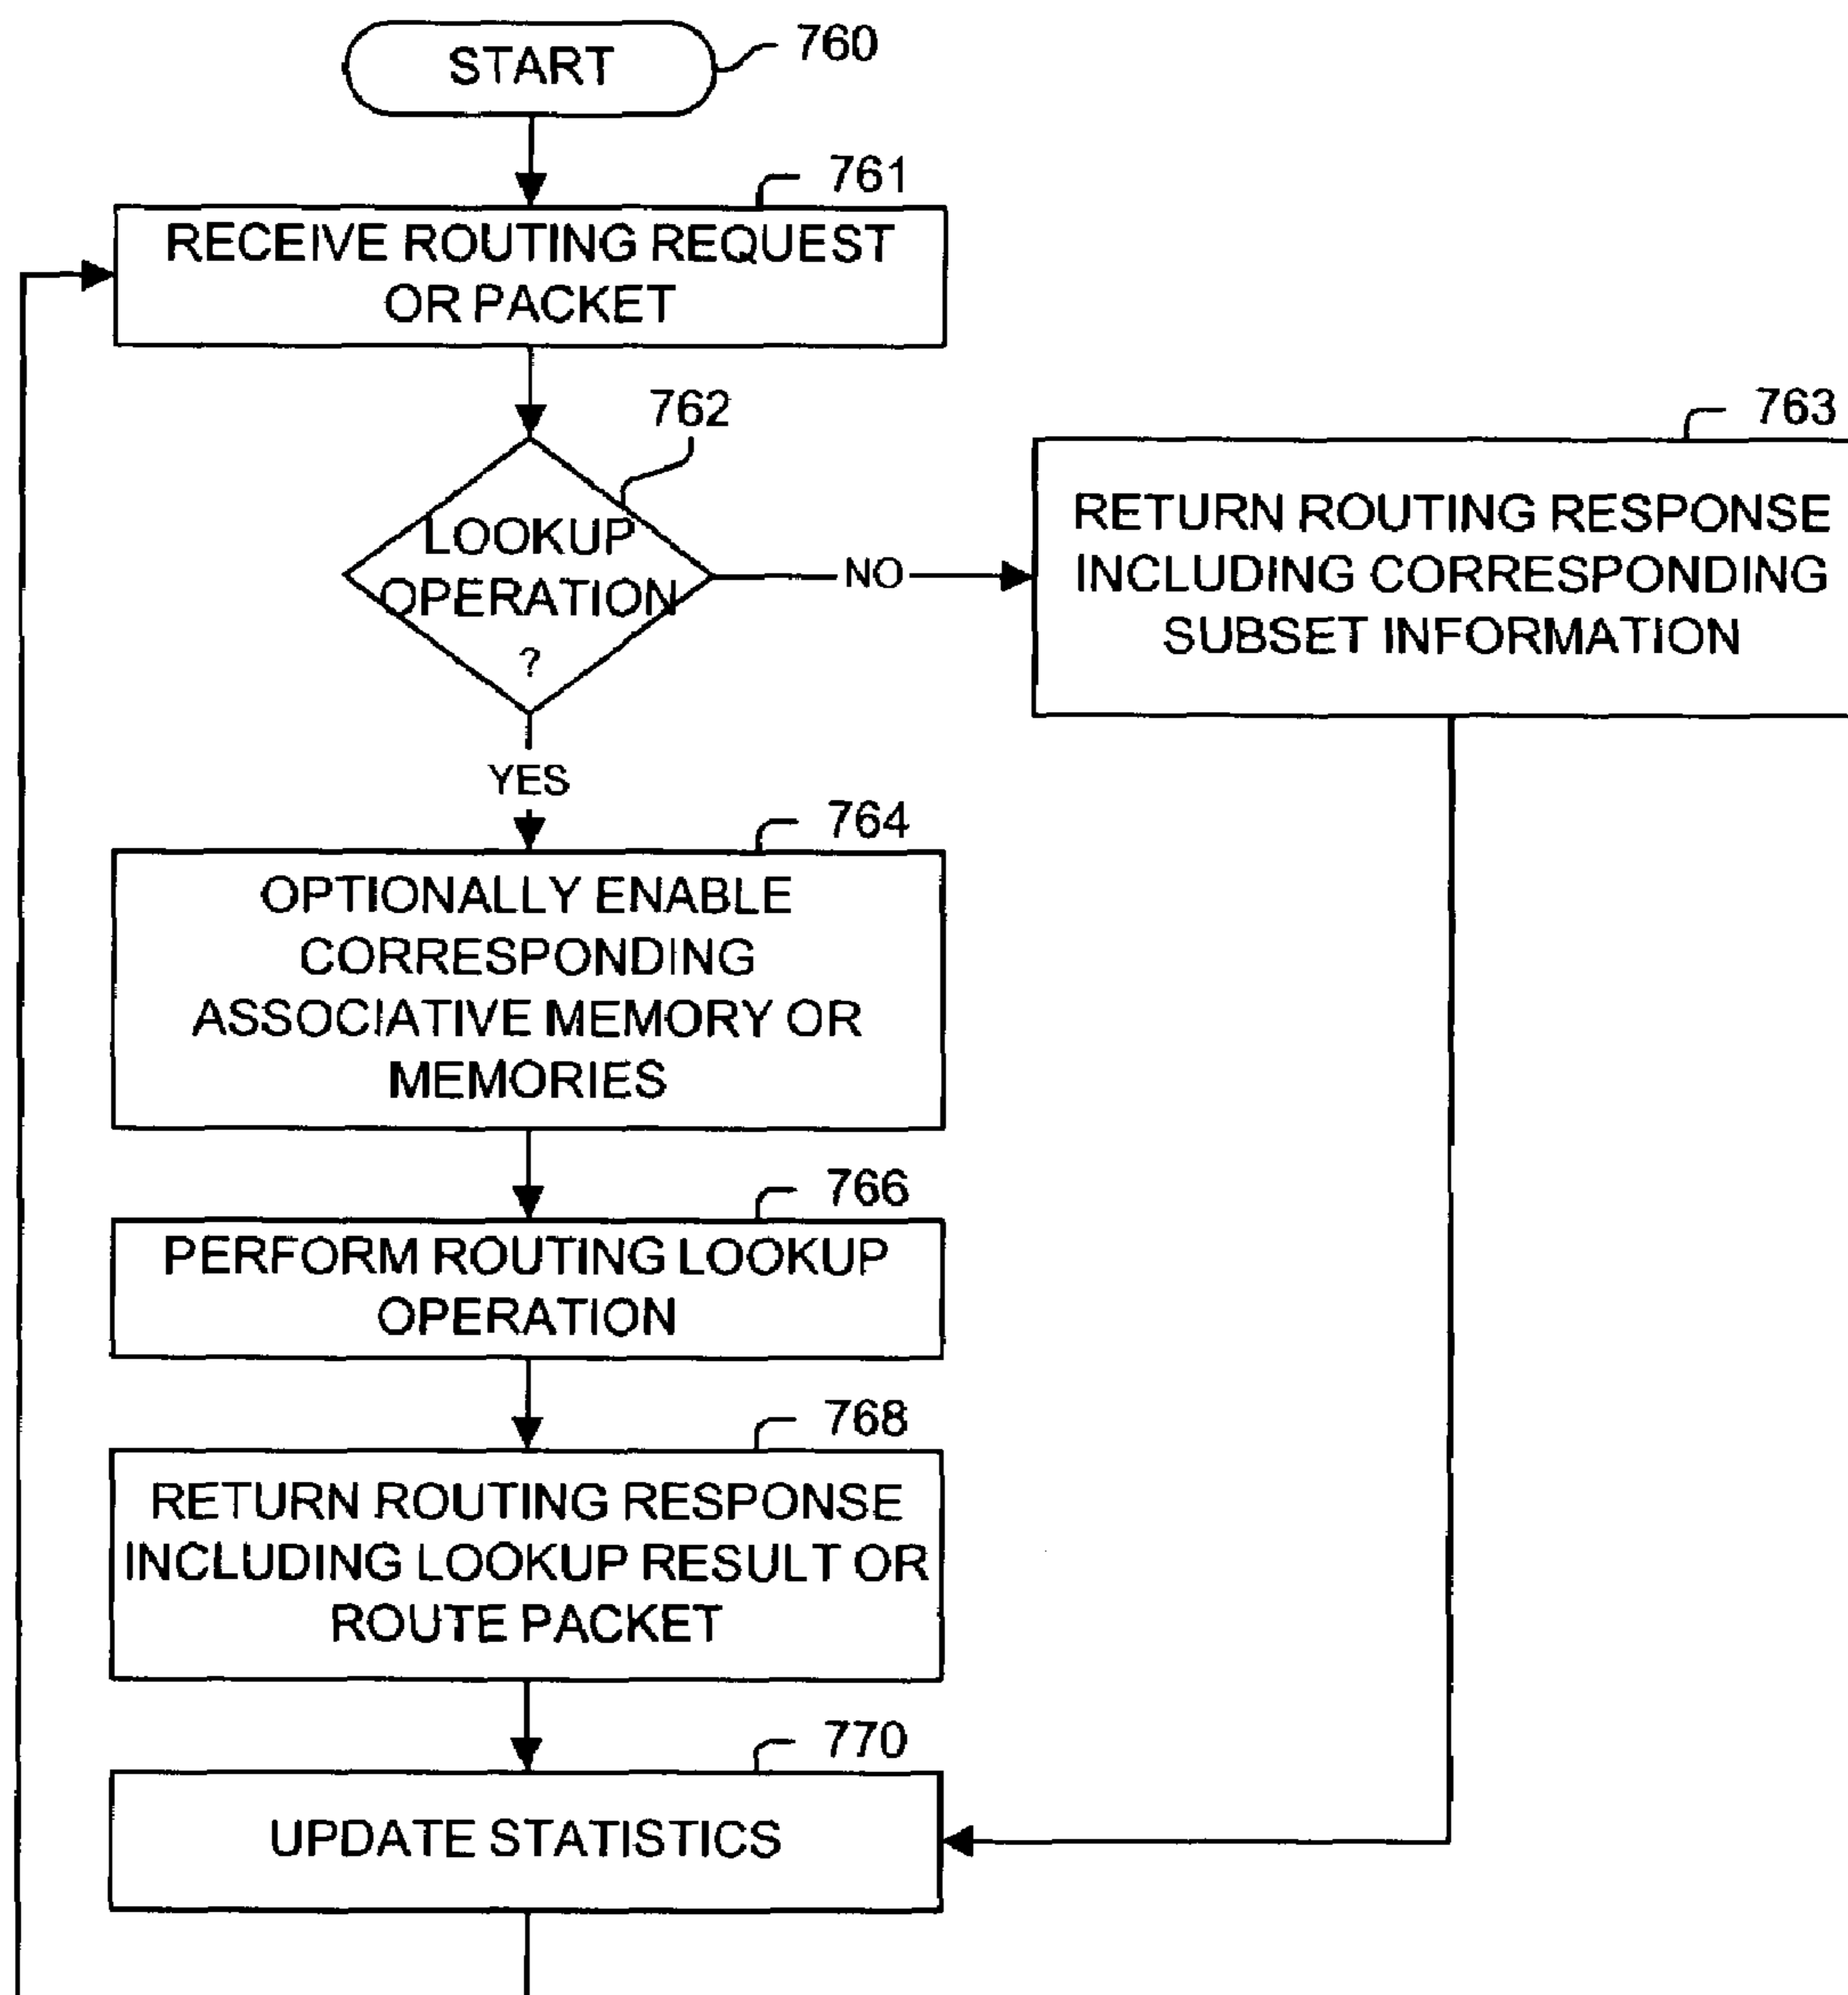 START
760
761
RECEIVE ROUTING REQUEST
OR PACKET
762
LOOKUP
OPERATION
?
NO
763
RETURN ROUTING RESPONSE
INCLUDING CORRESPONDING
SUBSET INFORMATION
YES
764
OPTIONALLY ENABLE
CORRESPONDING
ASSOCIATIVE MEMORY OR
MEMORIES
766
PERFORM ROUTING LOOKUP
OPERATION
768
RETURN ROUTING RESPONSE
INCLUDING LOOKUP RESULT OR
ROUTE PACKET
770
UPDATE STATISTICS